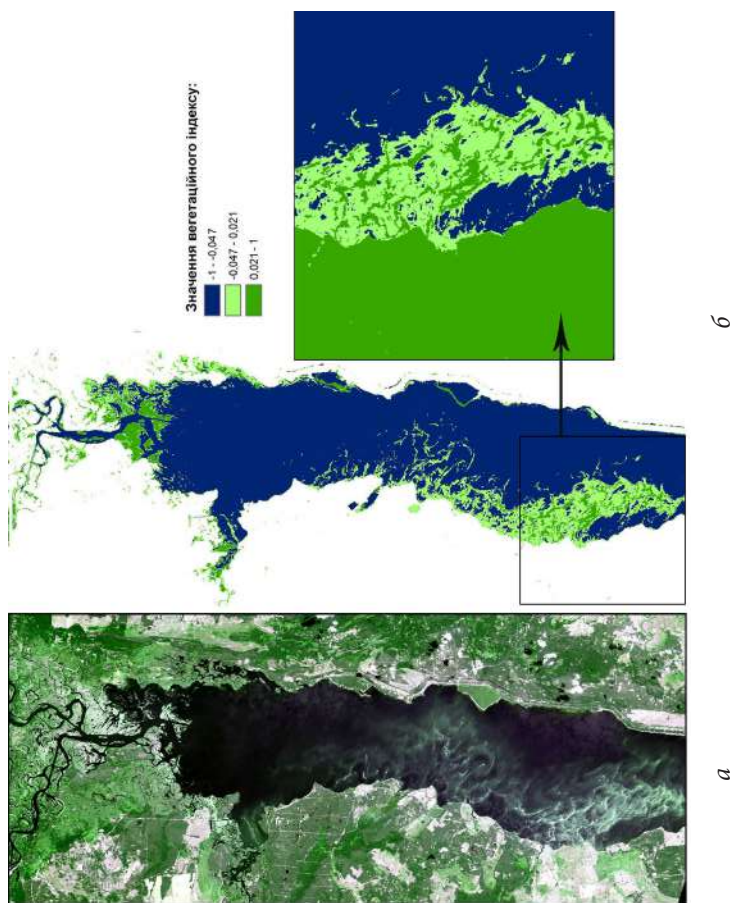 Значення вегетаційного індексу:
-1 - -0,047
-0,047 - 0,021
0,021 - 1
а
б